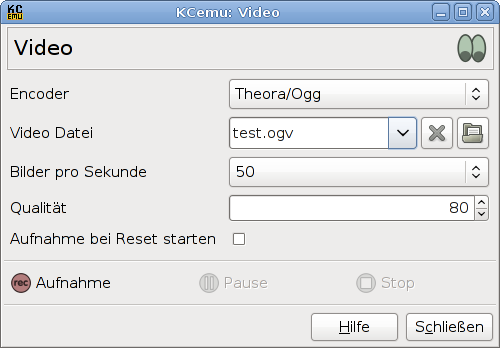 KC
EMU
KCemu: Video
Video
Encoder
Theora/Ogg
Video Datei
test.ogv
Bilder pro Sekunde
50
Qualität
80
Aufnahme bei Reset starten
rec Aufnahme
Pause
Stop
Hilfe
Schließen